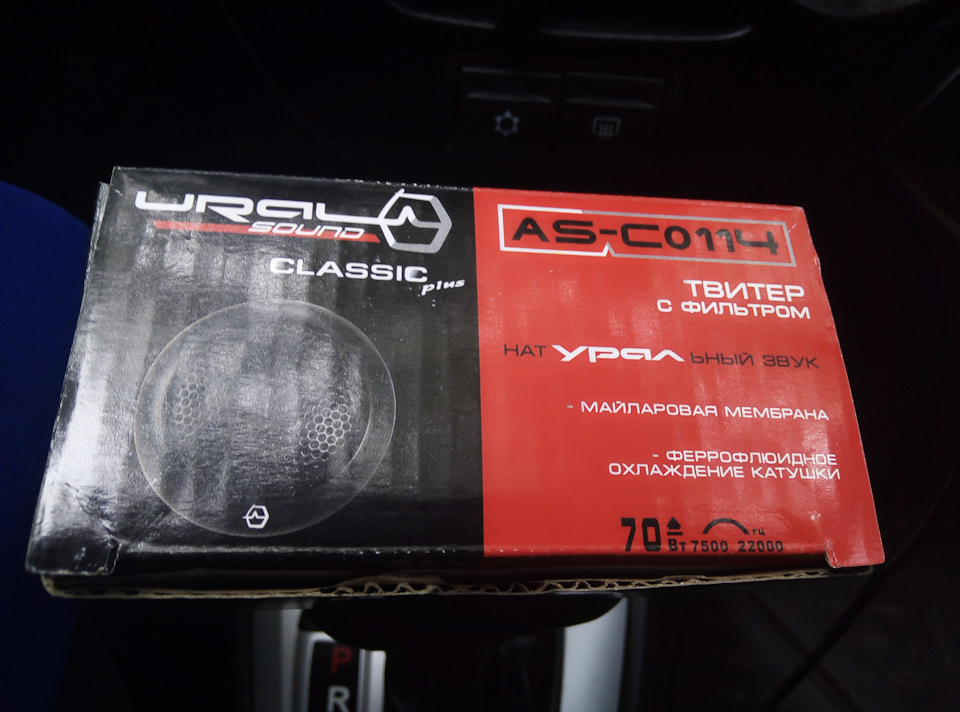 URAL
SOUND
CLASSIC
plus
AS-C0114
ТВИТЕР
С ФИЛЬТРОМ
НАТ УРАЛ ЬНЫЙ ЗВУК
- МАЙЛАРОВАЯ МЕМБРАНА
- ФЕРРОФЛЮИДНОЕ
ОХЛАЖДЕНИЕ КАТУШКИ
70 Вт 7500 22000 гц
P
R